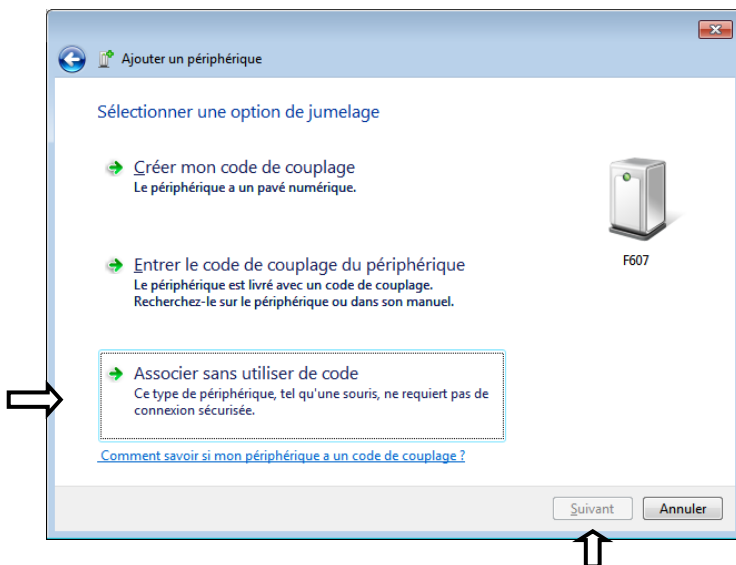 Ajouter un périphérique
Sélectionner une option de jumelage
Créer mon code de couplage
Le périphérique a un pavé numérique.
Entrer le code de couplage du périphérique
Le périphérique est livré avec un code de couplage.
Recherchez-le sur le périphérique ou dans son manuel.
F607
Associer sans utiliser de code
Ce type de périphérique, tel qu'une souris, ne requiert pas de
connexion sécurisée.
Comment savoir si mon périphérique a un code de couplage ?
Suivant
Annuler